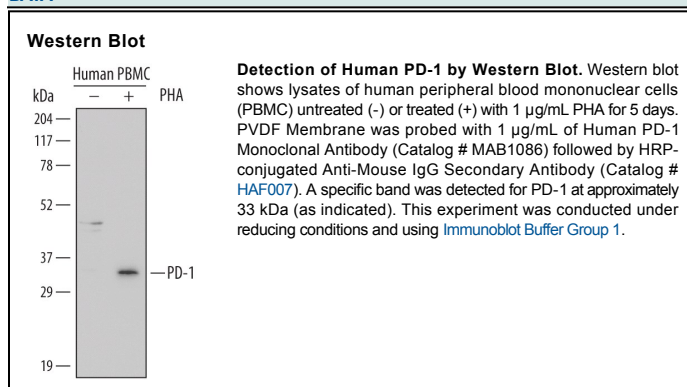 Western Blot
Human PBMC
kDa − + PHA
204
117
78
52
37
PD-1
29
19
Detection of Human PD-1 by Western Blot. Western blot
shows lysates of human peripheral blood mononuclear cells
(PBMC) untreated (-) or treated (+) with 1 µg/mL PHA for 5 days.
PVDF Membrane was probed with 1 µg/mL of Human PD-1
Monoclonal Antibody (Catalog # MAB1086) followed by HRP-
conjugated Anti-Mouse IgG Secondary Antibody (Catalog #
HAF007). A specific band was detected for PD-1 at approximately
33 kDa (as indicated). This experiment was conducted under
reducing conditions and using Immunoblot Buffer Group 1.